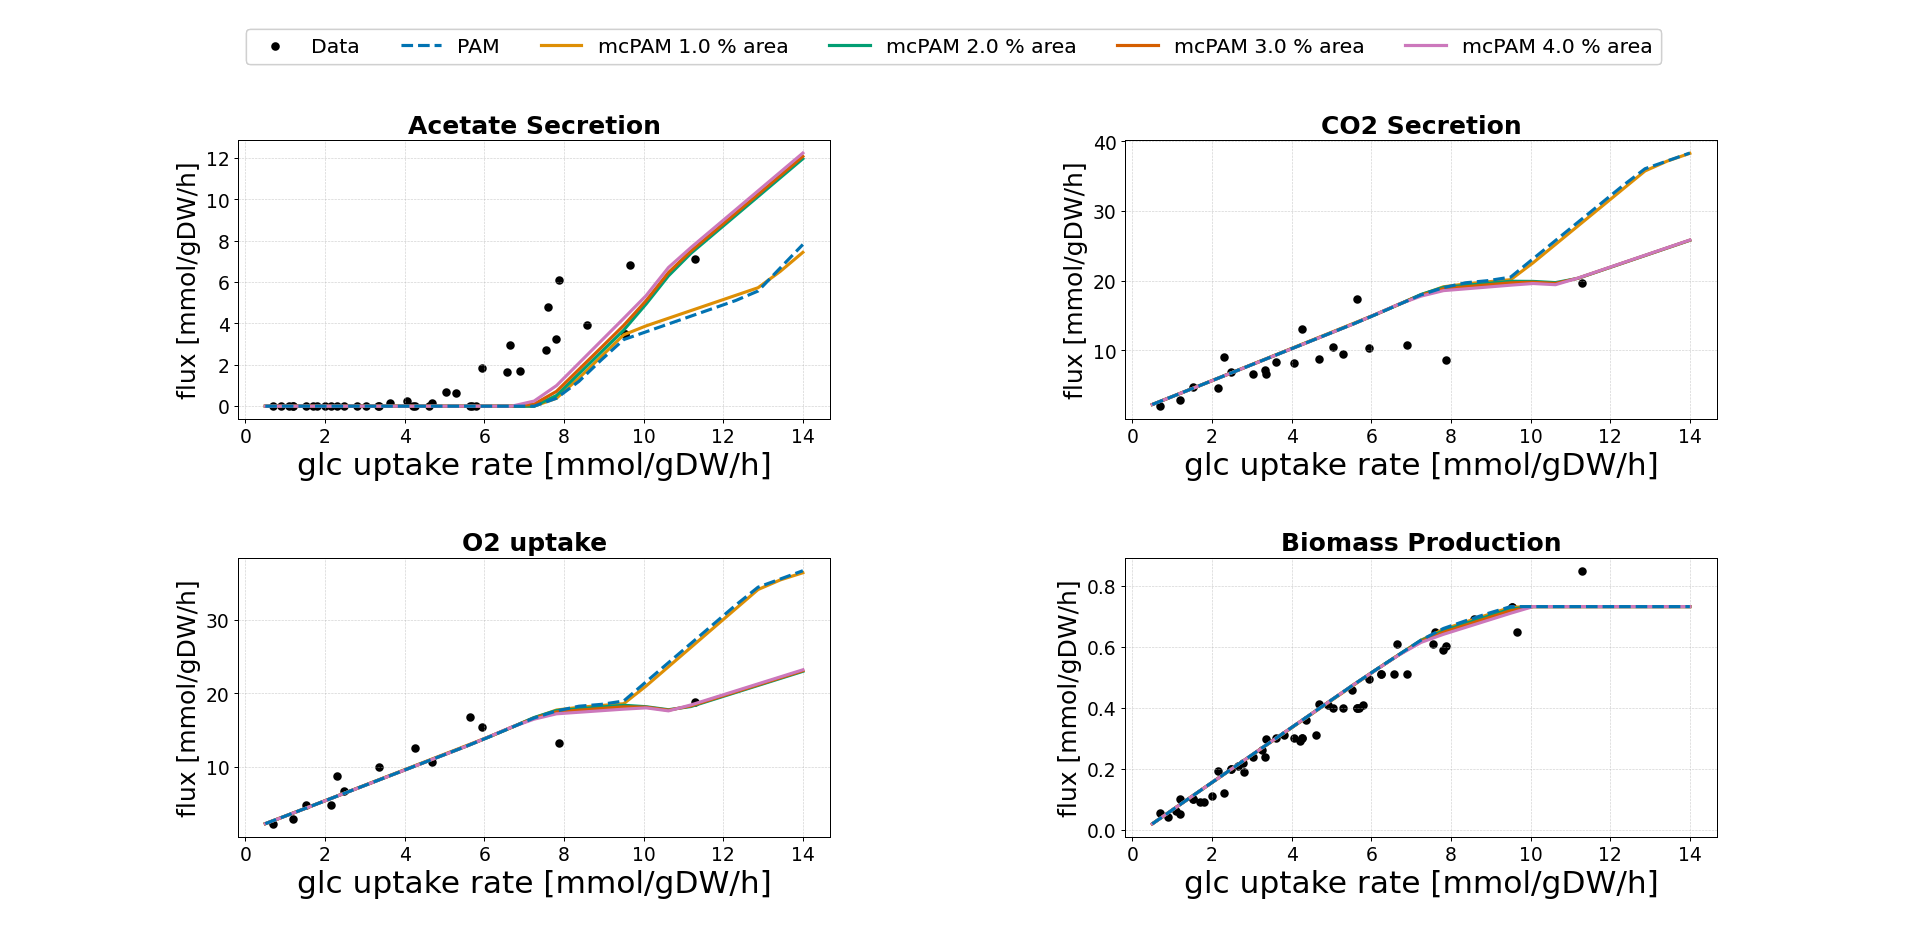 Data PAM mcPAM 1.0 % area mcPAM 2.0 % area mcPAM 3.0 % area mcPAM 4.0 % area
Acetate Secretion
flux [mmol/gDW/h]
12
10
8
6
4
2
0
0 2 4 6 8 10 12 14
glc uptake rate [mmol/gDW/h]
CO2 Secretion
flux [mmol/gDW/h]
40
30
20
10
0 2 4 6 8 10 12 14
glc uptake rate [mmol/gDW/h]
O2 uptake
flux [mmol/gDW/h]
30
20
10
0 2 4 6 8 10 12 14
glc uptake rate [mmol/gDW/h]
Biomass Production
flux [mmol/gDW/h]
0.8
0.6
0.4
0.2
0.0
0 2 4 6 8 10 12 14
glc uptake rate [mmol/gDW/h]